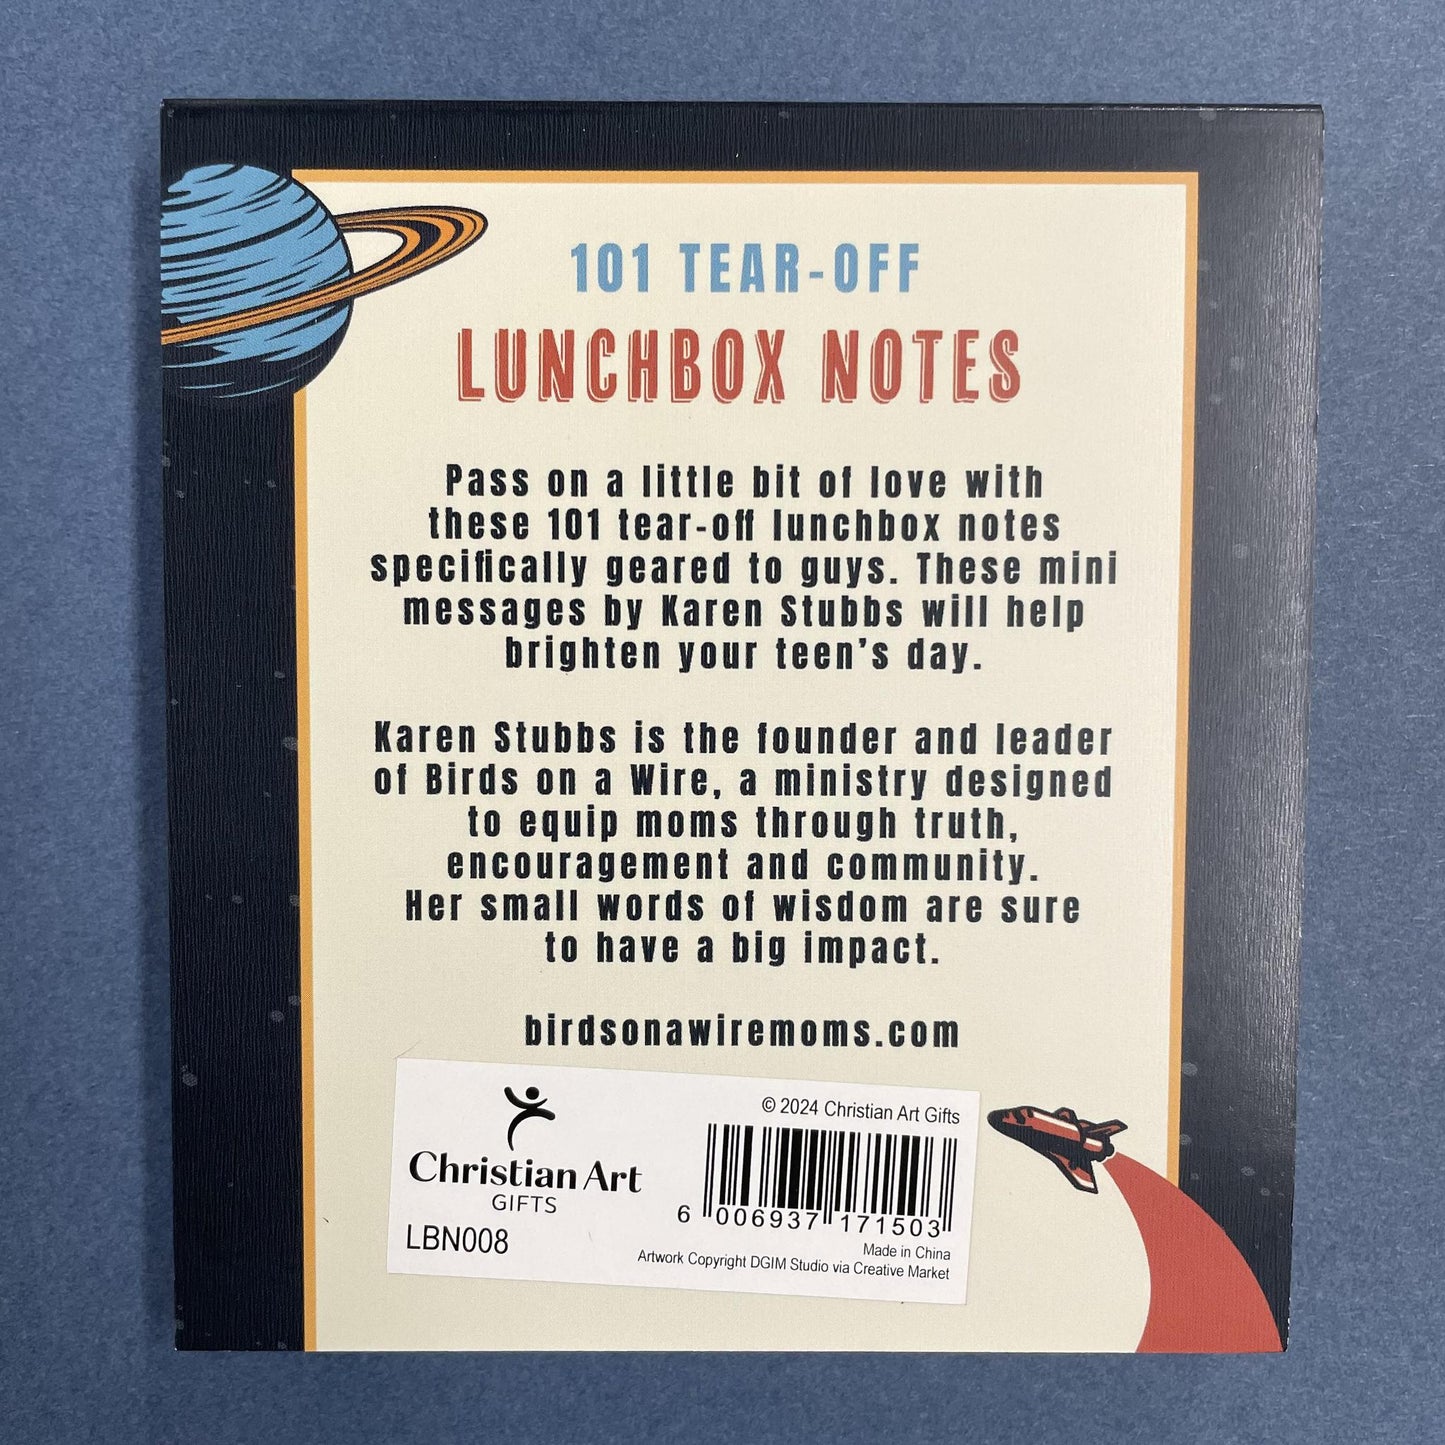 101 TEAR-OFF
LUNCHBOX NOTES
Pass on a little bit of love with
these 101 tear-off lunchbox notes
specifically geared to guys. These mini
messages by Karen Stubbs will help
brighten your teen's day.
Karen Stubbs is the founder and leader
of Birds on a Wire, a ministry designed
to equip moms through truth,
encouragement and community.
Her small words of wisdom are sure
to have a big impact.
birdsonawiremoms.com
Christian Art
GIFTS
LBN008
© 2024 Christian Art Gifts
6 006937 171503
Made in China
Artwork Copyright DGIM Studio via Creative Market